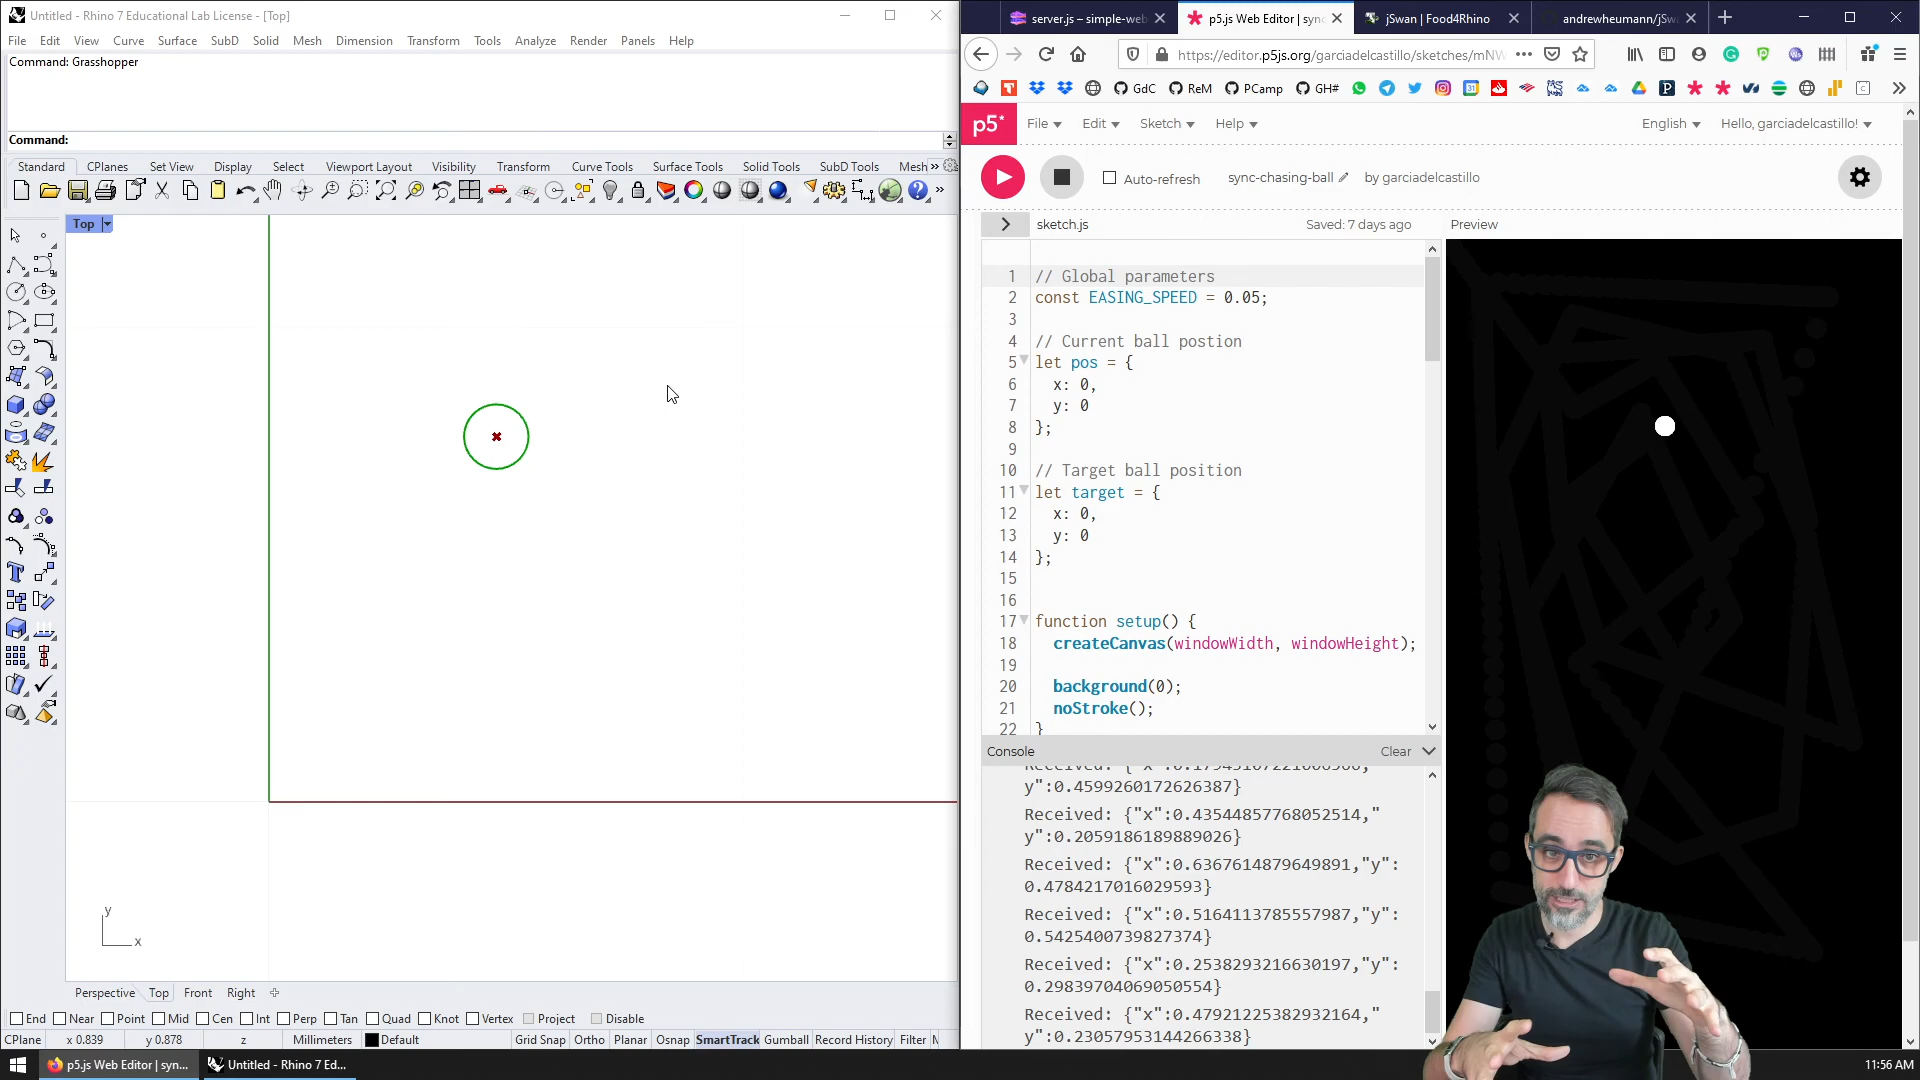 Untitled - Rhino 7 Educational Lab License - [Top]
File Edit View Curve Surface SubD Solid Mesh Dimension Transform Tools Analyze Render Panels Help
Command: Grasshopper
Command:
Standard CPlanes Set View Display Select Viewport Layout Visibility Transform Curve Tools Surface Tools Solid Tools SubD Tools Mesh »
Top
y
x
Perspective Top Front Right
End Near Point Mid Cen Int Perp Tan Quad Knot Vertex Project Disable
CPlane x 0.839 y 0.878 z Millimeters Default Grid Snap Ortho Planar Osnap SmartTrack Gumball Record History Filter
server.js – simple-web
p5.js Web Editor | sync
jSwan | Food4Rhino
andrewheumann/jSwa
https://editor.p5js.org/garciadelcastillo/sketches/mNW
GdC ReM PCamp GH#
p5* File Edit Sketch Help English Hello, garciadelcastillo!
Auto-refresh sync-chasing-ball by garciadelcastillo
sketch.js Saved: 7 days ago Preview
1 // Global parameters
2 const EASING_SPEED = 0.05;
3
4 // Current ball postion
5 let pos = {
6 x: 0,
7 y: 0
8 };
9
10 // Target ball position
11 let target = {
12 x: 0,
13 y: 0
14 };
15
16
17 function setup() {
18 createCanvas(windowWidth, windowHeight);
19
20 background(0);
21 noStroke();
22 }
Console Clear
y":0.4599260172626387}
Received: {"x":0.43544857768052514,"
y":0.2059186189889026}
Received: {"x":0.6367614879649891,"y":
0.4784217016029593}
Received: {"x":0.5164113785557987,"y":
0.5425400739827374}
Received: {"x":0.2538293216630197,"y":
0.29839704069050554}
Received: {"x":0.47921225382932164,"
y":0.23057953144266338}
p5.js Web Editor | syn...
Untitled - Rhino 7 Ed...
11:56 AM